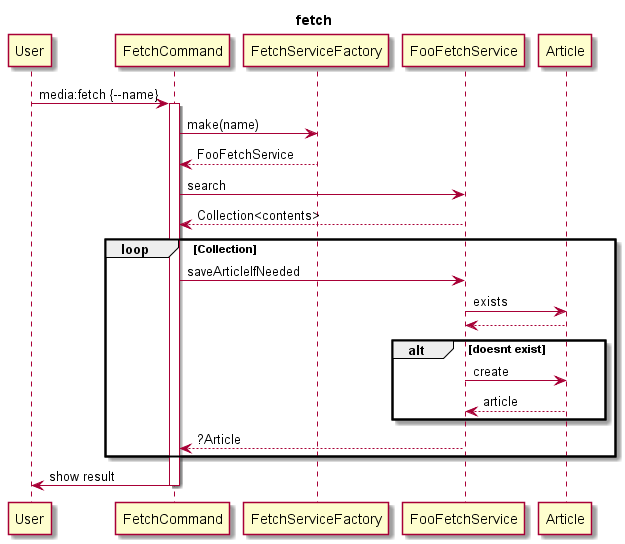 fetch
User FetchCommand FetchServiceFactory FooFetchService Article
media:fetch {--name}
make(name)
FooFetchService
search
Collection<contents>
loop [Collection]
saveArticleIfNeeded
exists
alt [doesnt exist]
create
article
?Article
show result
User FetchCommand FetchServiceFactory FooFetchService Article